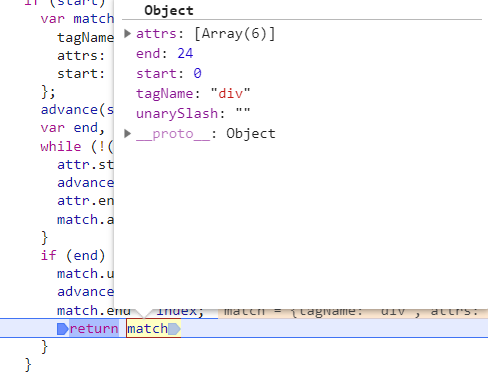 if (start)
Object
var match
attrs: [Array(6)]
tagName
end: 24
attrs:
start: 0
start:
tagName: "div"
};
unarySlash: ""
advance(s
__proto__: Object
var end,
while (!(
attr.st
advance
attr.en
match.a
}
if (end)
match.u
advance
match.end index; match = {tagName: div , attrs:
return match
}
}